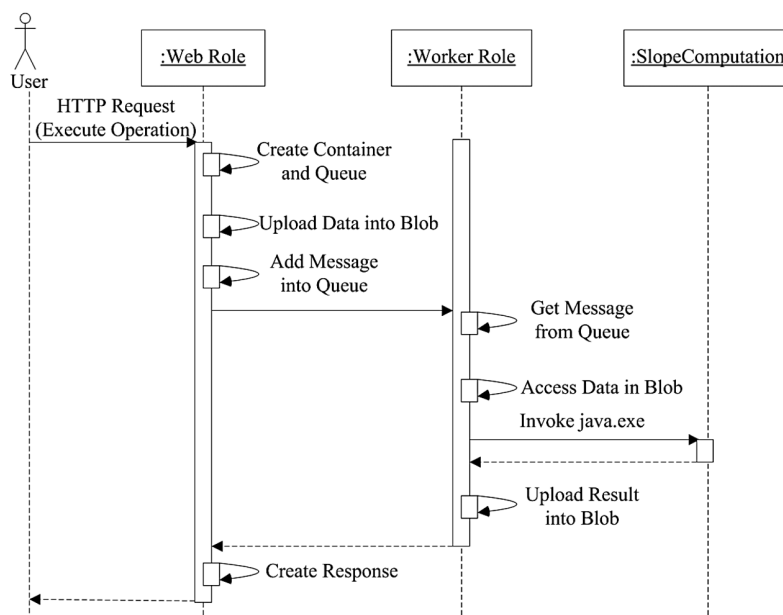 :Web Role
:Worker Role
:SlopeComputation
User
HTTP Request
(Execute Operation)
Create Container
and Queue
Upload Data into Blob
Add Message
into Queue
Get Message
from Queue
Access Data in Blob
Invoke java.exe
Upload Result
into Blob
Create Response